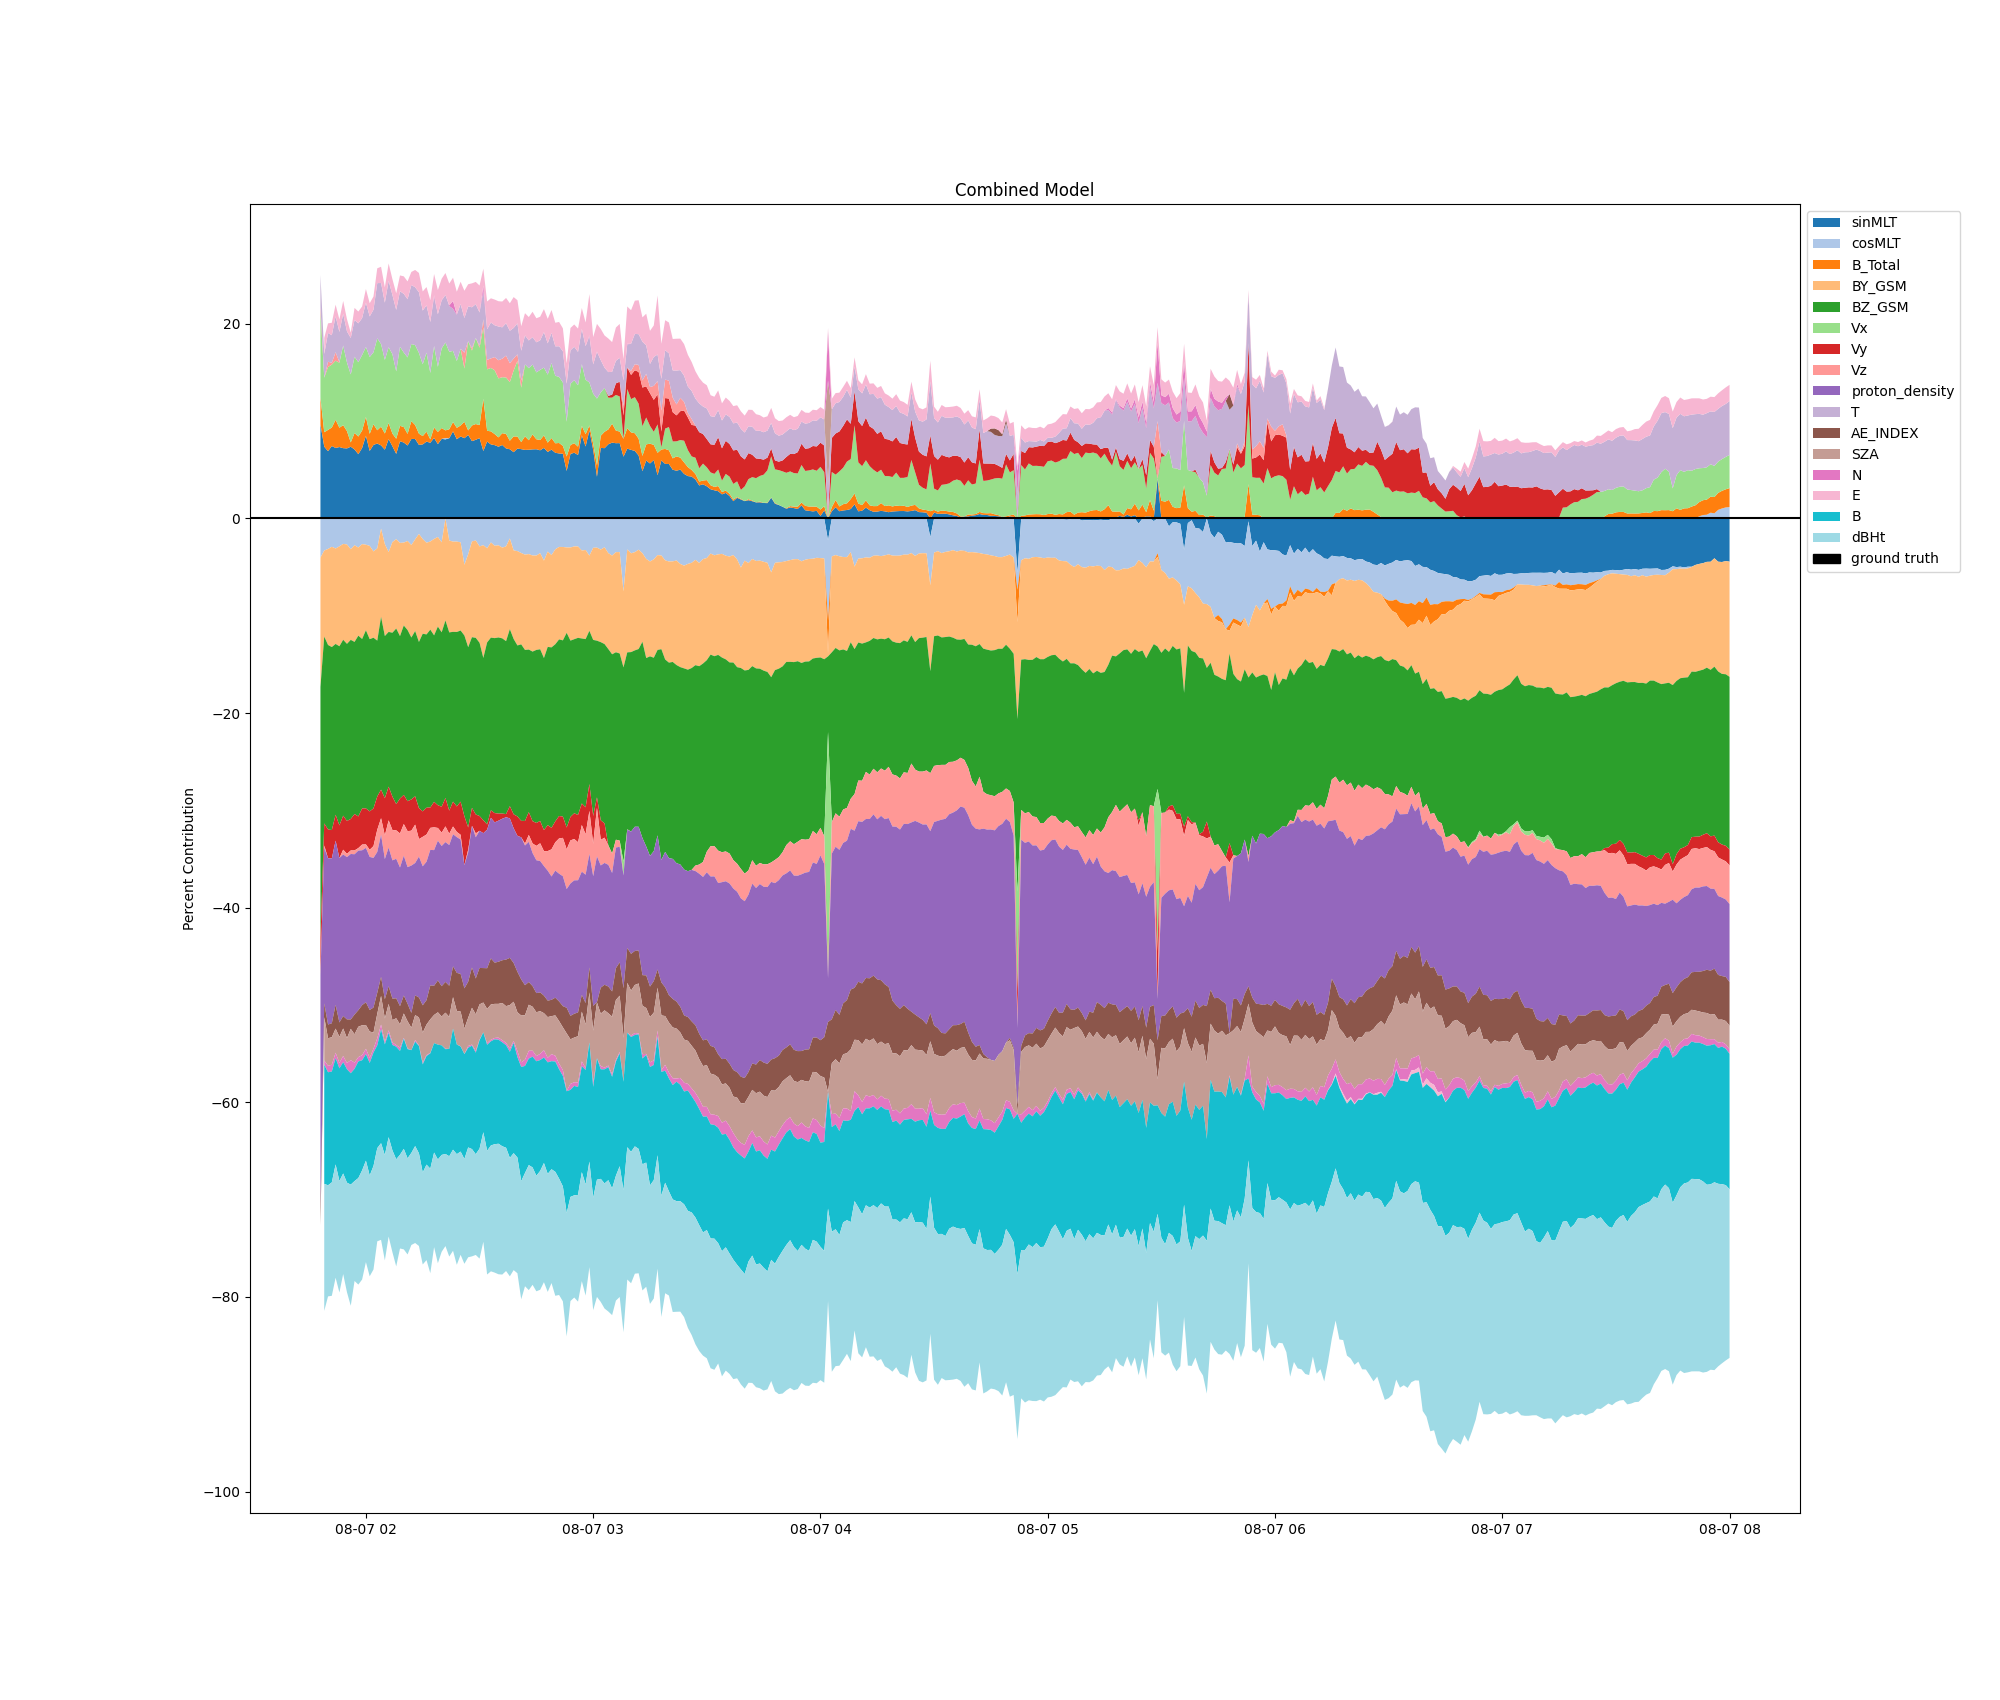 Combined Model
Percent Contribution
20
0
−20
−40
−60
−80
−100
08-07 02
08-07 03
08-07 04
08-07 05
08-07 06
08-07 07
08-07 08
sinMLT
cosMLT
B_Total
BY_GSM
BZ_GSM
Vx
Vy
Vz
proton_density
T
AE_INDEX
SZA
N
E
B
dBHt
ground truth